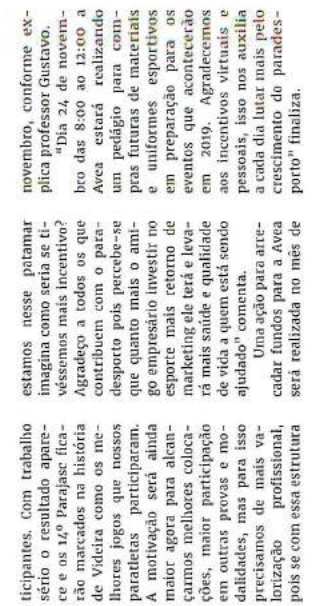 ticipantes. Com trabalho
sério o resultado apare-
ce e os 14º Parajasc fica-
rão marcados na história
de Videira como os me-
lhores jogos que nossos
paratletas participaram.
A motivação será ainda
maior agora para alcan-
çarmos melhores coloca-
ções, maior participação
em outras provas e mo-
dalidades, mas para isso
precisamos de mais va-
lorização profissional,
pois se com essa estrutura
estamos nesse patamar
imagina como seria se ti-
véssemos mais incentivo?
Agradeço a todos os que
contribuem com o para-
desporto pois percebe-se
que quanto mais o ami-
go empresário investir no
esporte mais retorno de
marketing ele terá e leva-
rá mais saúde e qualidade
de vida a quem está sendo
ajudado" comenta.
Uma ação para arre-
cadar fundos para a Avea
será realizada no mês de
novembro, conforme ex-
plica professor Gustavo.
"Dia 24 de novem-
bro das 8:00 ao 12:00 a
Avea estará realizando
um pedágio para com-
pras futuras de materiais
e uniformes esportivos
em preparação para os
eventos que acontecerão
em 2019. Agradecemos
aos incentivos virtuais e
pessoais, isso nos auxilia
a cada dia lutar mais pelo
crescimento do parades-
porto" finaliza.